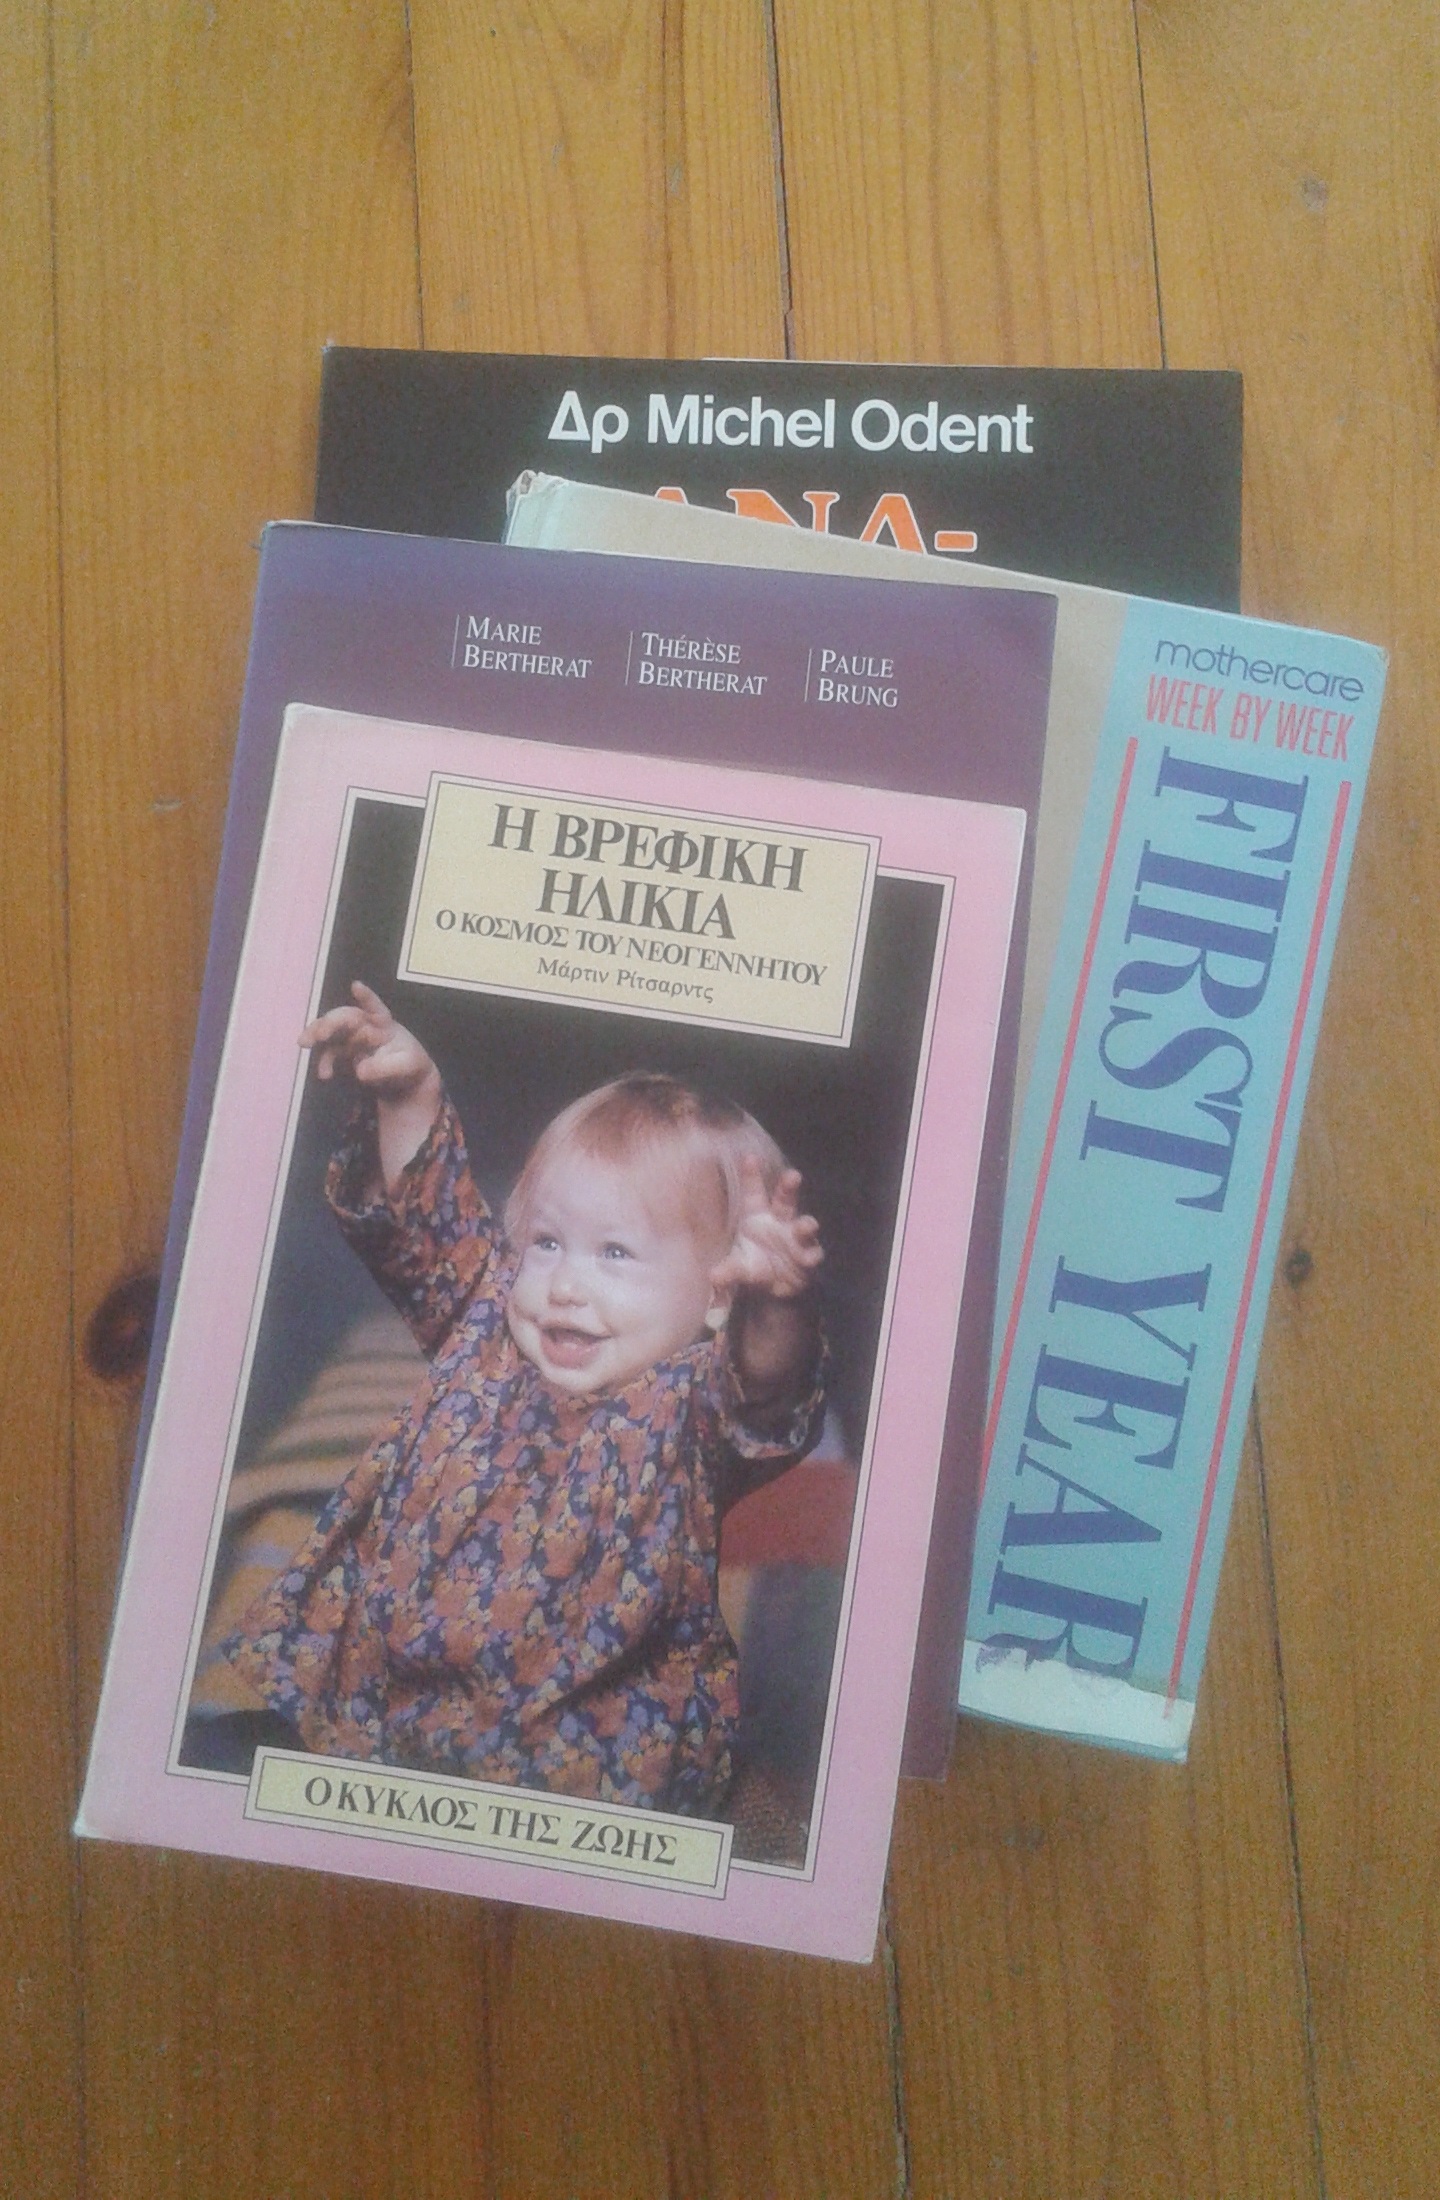 Δρ Michel Odent
ΑΝΑ-
MARIE
BERTHERAT
THÉRÈSE
BERTHERAT
PAULE
BRUNG
mothercare
WEEK BY WEEK
FIRST YEAR
Η ΒΡΕΦΙΚΗ
ΗΛΙΚΙΑ
Ο ΚΟΣΜΟΣ ΤΟΥ ΝΕΟΓΕΝΝΗΤΟΥ
Μάρτιν Ρίτσαρντς
Ο ΚΥΚΛΟΣ ΤΗΣ ΖΩΗΣ